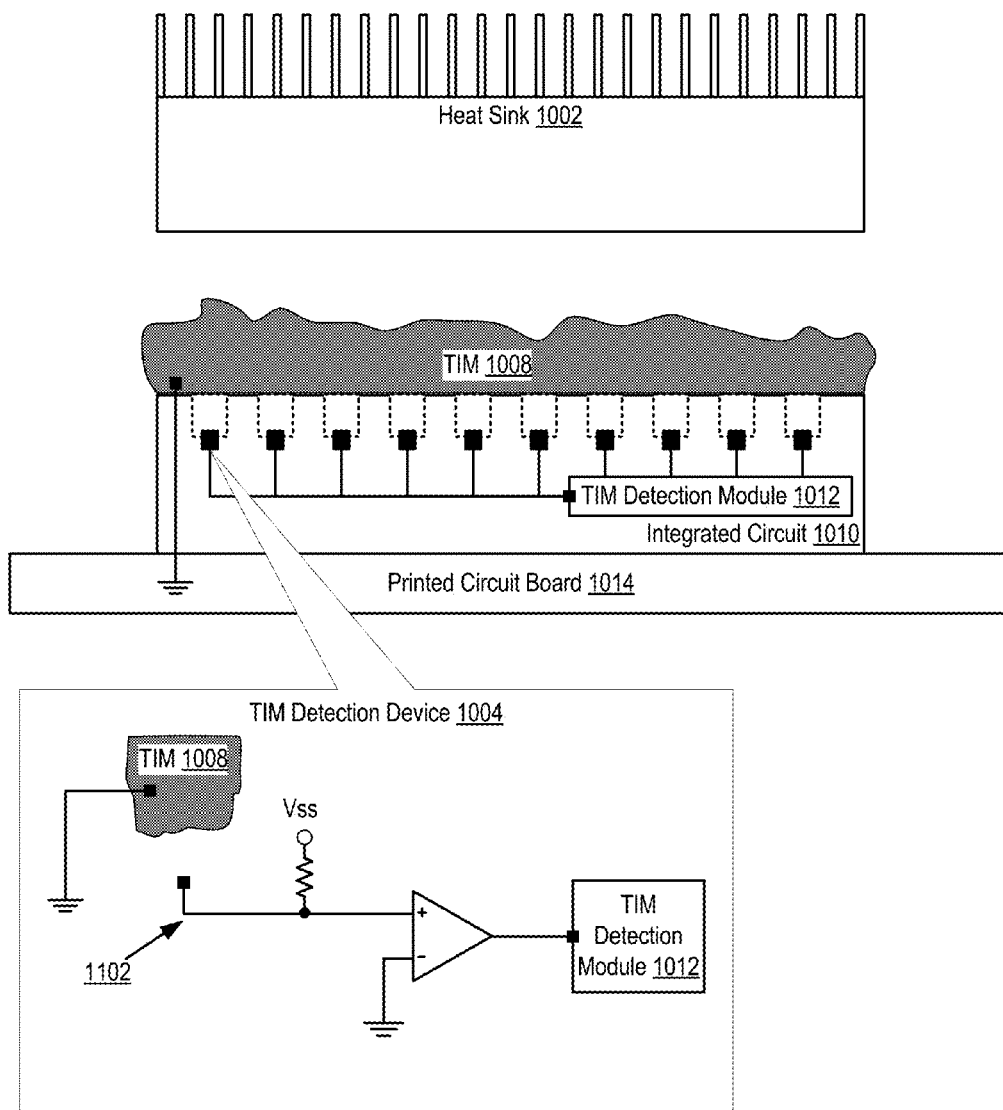 Heat Sink 1002
TIM 1008
TIM Detection Module 1012
Integrated Circuit 1010
Printed Circuit Board 1014
TIM Detection Device 1004
TIM 1008
Vss
+
-
1102
TIM
Detection
Module 1012